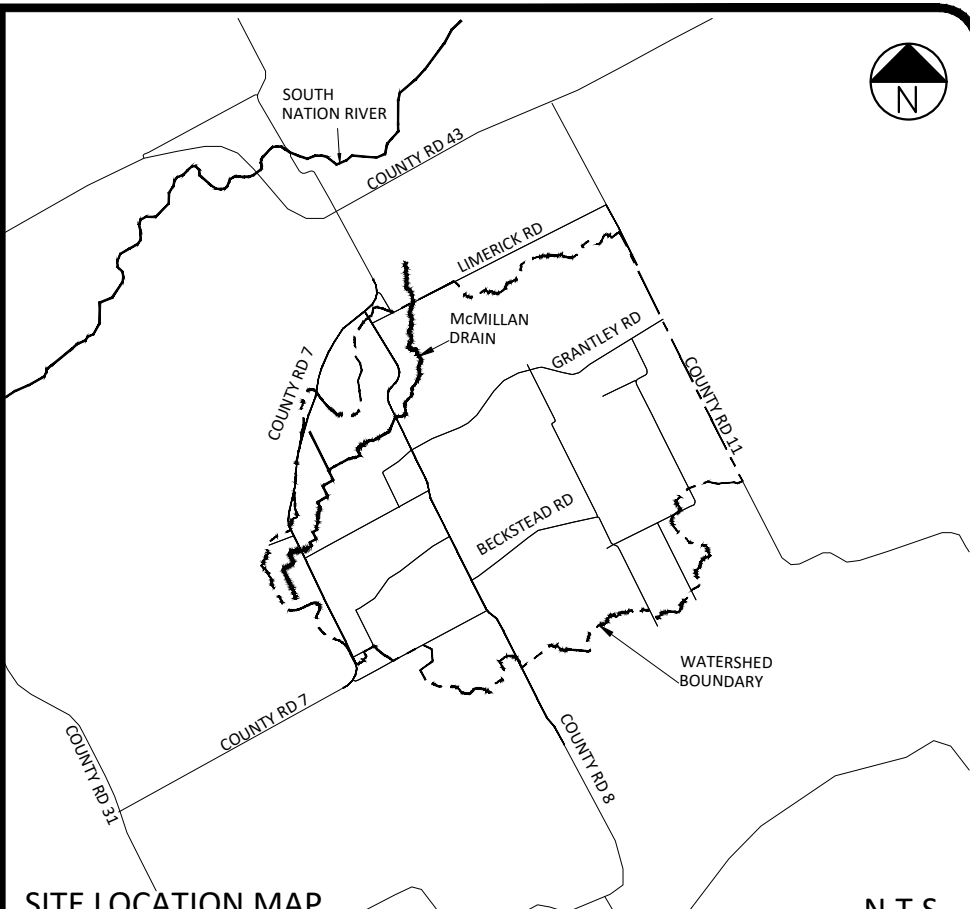 SOUTH
NATION RIVER
N
COUNTY RD 43
LIMERICK RD
McMILLAN
DRAIN
GRANTLEY RD
COUNTY RD 7
COUNTY RD 11
BECKSTEAD RD
WATERSHED
BOUNDARY
COUNTY RD 7
COUNTY RD 8
COUNTY RD 31
SITE LOCATION MAP
N.T.S.